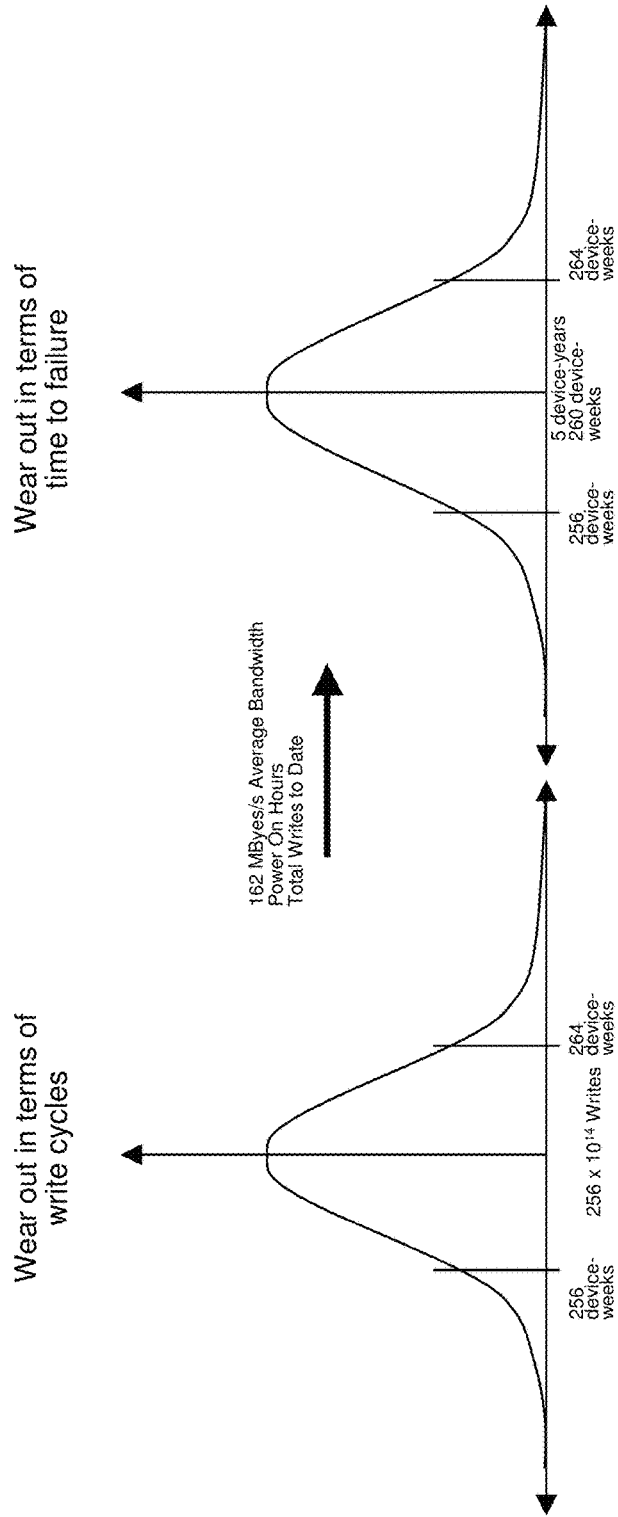 Wear out in terms of
write cycles
256
device-
weeks
256 x 10¹⁴ Writes
264
device-
weeks
162 MByes/s Average Bandwidth
Power On Hours
Total Writes to Date
Wear out in terms of
time to failure
256
device-
weeks
5 device-years
260 device-
weeks
264
device-
weeks